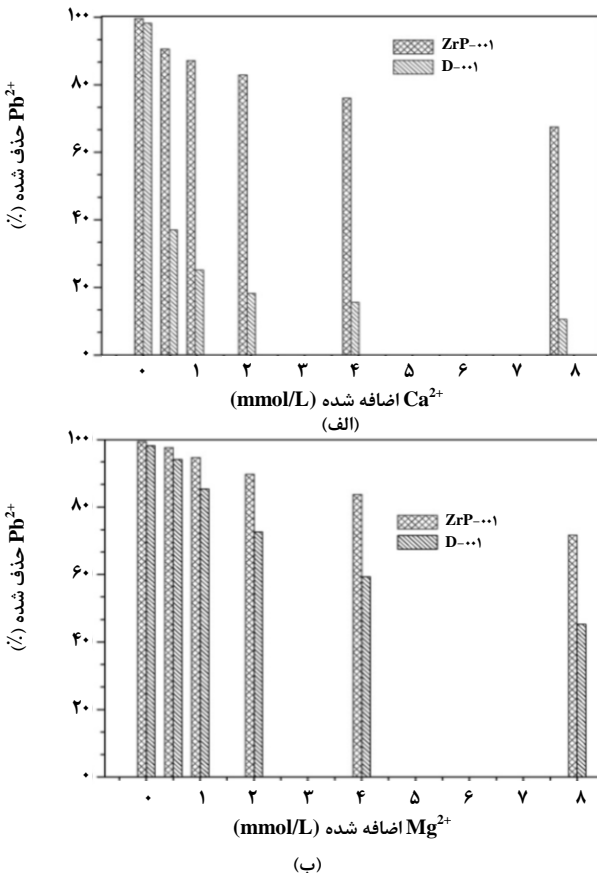 ۱۰۰
ZrP-۰۰۱
D-۰۰۱
۸۰
۶۰
۴۰
۲۰
۰
Pb²⁺ حذف شده (٪)
۰ ۱ ۲ ۳ ۴ ۵ ۶ ۷ ۸
Ca²⁺ اضافه شده (mmol/L)
(الف)
۱۰۰
۸۰
ZrP-۰۰۱
D-۰۰۱
۶۰
۴۰
۲۰
۰
Pb²⁺ حذف شده (٪)
۰ ۱ ۲ ۳ ۴ ۵ ۶ ۷ ۸
Mg²⁺ اضافه شده (mmol/L)
(ب)